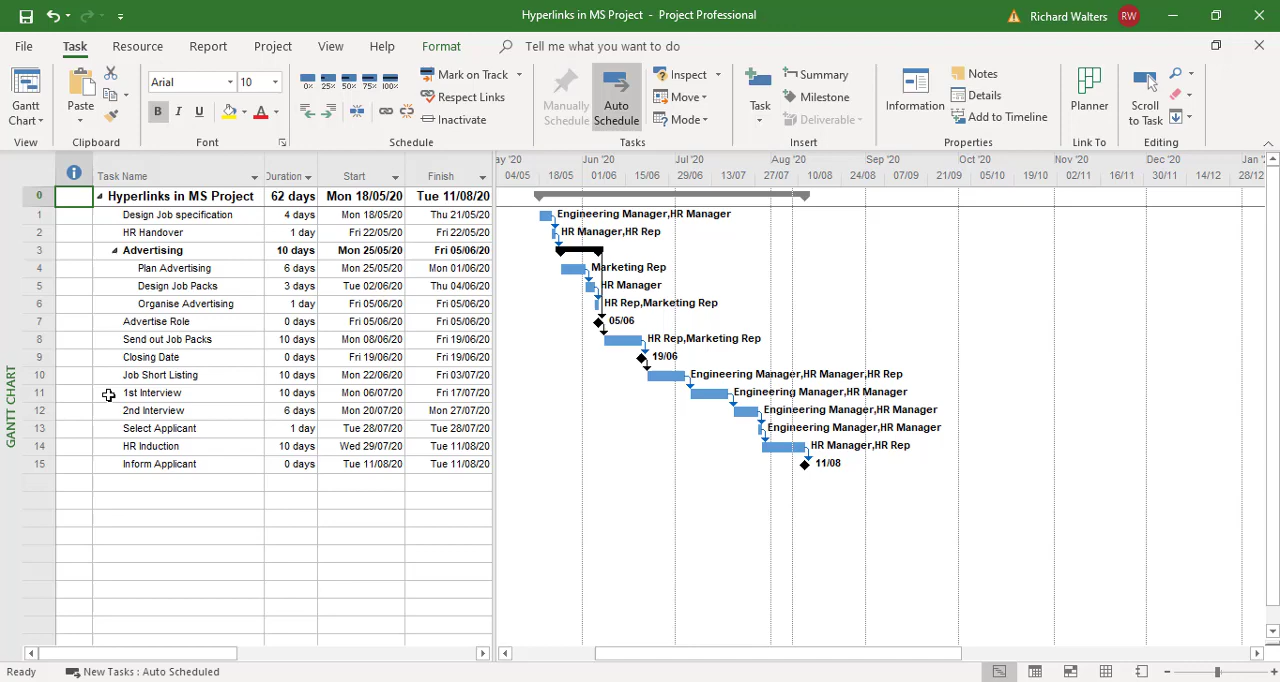 Hyperlinks in MS Project - Project Professional
Richard Walters RW
File Task Resource Report Project View Help Format Tell me what you want to do
Gantt Chart
View
Paste
Clipboard
Arial 10
B I U A
Font
0% 25% 50% 75% 100%
Mark on Track
Respect Links
Inactivate
Schedule
Manually Schedule
Auto Schedule
Inspect
Move
Mode
Tasks
Task
Summary
Milestone
Deliverable
Insert
Information
Notes
Details
Add to Timeline
Properties
Planner
Link To
Scroll to Task
Editing
Task Name Duration Start Finish
0 Hyperlinks in MS Project 62 days Mon 18/05/20 Tue 11/08/20
1 Design Job specification 4 days Mon 18/05/20 Thu 21/05/20
2 HR Handover 1 day Fri 22/05/20 Fri 22/05/20
3 Advertising 10 days Mon 25/05/20 Fri 05/06/20
4 Plan Advertising 6 days Mon 25/05/20 Mon 01/06/20
5 Design Job Packs 3 days Tue 02/06/20 Thu 04/06/20
6 Organise Advertising 1 day Fri 05/06/20 Fri 05/06/20
7 Advertise Role 0 days Fri 05/06/20 Fri 05/06/20
8 Send out Job Packs 10 days Mon 08/06/20 Fri 19/06/20
9 Closing Date 0 days Fri 19/06/20 Fri 19/06/20
10 Job Short Listing 10 days Mon 22/06/20 Fri 03/07/20
11 1st Interview 10 days Mon 06/07/20 Fri 17/07/20
12 2nd Interview 6 days Mon 20/07/20 Mon 27/07/20
13 Select Applicant 1 day Tue 28/07/20 Tue 28/07/20
14 HR Induction 10 days Wed 29/07/20 Tue 11/08/20
15 Inform Applicant 0 days Tue 11/08/20 Tue 11/08/20
GANTT CHART
y '20 Jun '20 Jul '20 Aug '20 Sep '20 Oct '20 Nov '20 Dec '20 Jan '
04/05 18/05 01/06 15/06 29/06 13/07 27/07 10/08 24/08 07/09 21/09 05/10 19/10 02/11 16/11 30/11 14/12 28/12
Engineering Manager,HR Manager
HR Manager,HR Rep
Marketing Rep
HR Manager
HR Rep,Marketing Rep
05/06
HR Rep,Marketing Rep
19/06
Engineering Manager,HR Manager,HR Rep
Engineering Manager,HR Manager
Engineering Manager,HR Manager
Engineering Manager,HR Manager
HR Manager,HR Rep
11/08
Ready New Tasks : Auto Scheduled